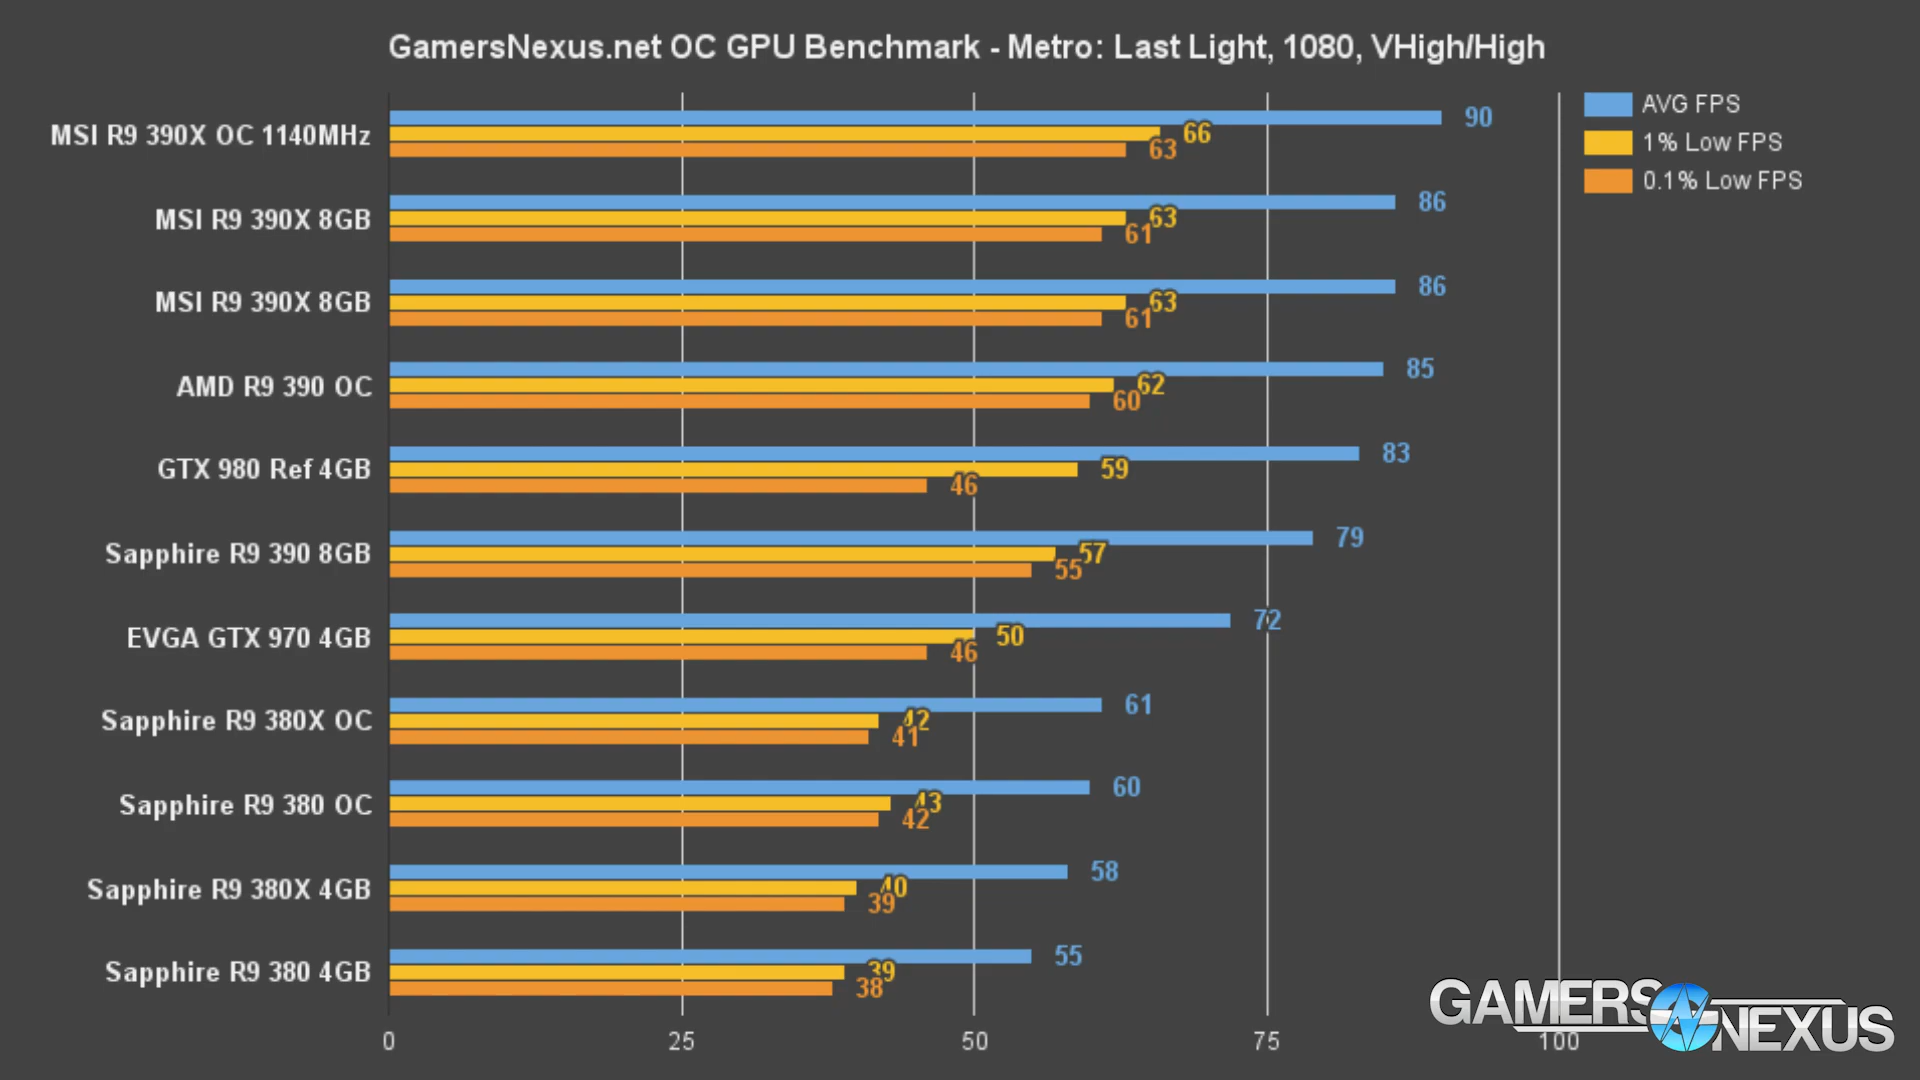 GamersNexus.net OC GPU Benchmark - Metro: Last Light, 1080, VHigh/High
AVG FPS
1% Low FPS
0.1% Low FPS
MSI R9 390X OC 1140MHz
90
66
63
MSI R9 390X 8GB
86
63
61
MSI R9 390X 8GB
86
63
61
AMD R9 390 OC
85
62
60
GTX 980 Ref 4GB
83
59
46
Sapphire R9 390 8GB
79
57
55
EVGA GTX 970 4GB
72
50
46
Sapphire R9 380X OC
61
42
41
Sapphire R9 380 OC
60
43
42
Sapphire R9 380X 4GB
58
40
39
Sapphire R9 380 4GB
55
39
38
0 25 50 75 100
GAMERS NEXUS